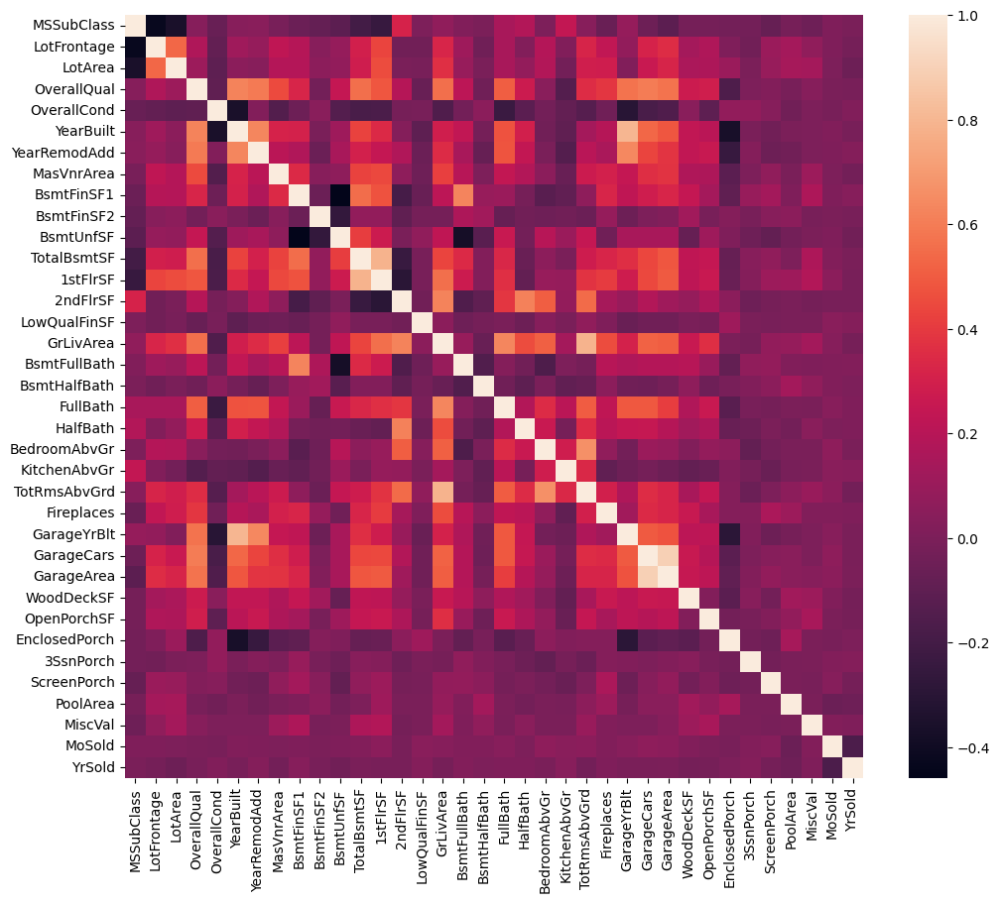 MSSubClass
LotFrontage
LotArea
OverallQual
OverallCond
YearBuilt
YearRemodAdd
MasVnrArea
BsmtFinSF1
BsmtFinSF2
BsmtUnfSF
TotalBsmtSF
1stFlrSF
2ndFlrSF
LowQualFinSF
GrLivArea
BsmtFullBath
BsmtHalfBath
FullBath
HalfBath
BedroomAbvGr
KitchenAbvGr
TotRmsAbvGrd
Fireplaces
GarageYrBlt
GarageCars
GarageArea
WoodDeckSF
OpenPorchSF
EnclosedPorch
3SsnPorch
ScreenPorch
PoolArea
MiscVal
MoSold
YrSold
MSSubClass
LotFrontage
LotArea
OverallQual
OverallCond
YearBuilt
YearRemodAdd
MasVnrArea
BsmtFinSF1
BsmtFinSF2
BsmtUnfSF
TotalBsmtSF
1stFlrSF
2ndFlrSF
LowQualFinSF
GrLivArea
BsmtFullBath
BsmtHalfBath
FullBath
HalfBath
BedroomAbvGr
KitchenAbvGr
TotRmsAbvGrd
Fireplaces
GarageYrBlt
GarageCars
GarageArea
WoodDeckSF
OpenPorchSF
EnclosedPorch
3SsnPorch
ScreenPorch
PoolArea
MiscVal
MoSold
YrSold
1.0
0.8
0.6
0.4
0.2
0.0
−0.2
−0.4